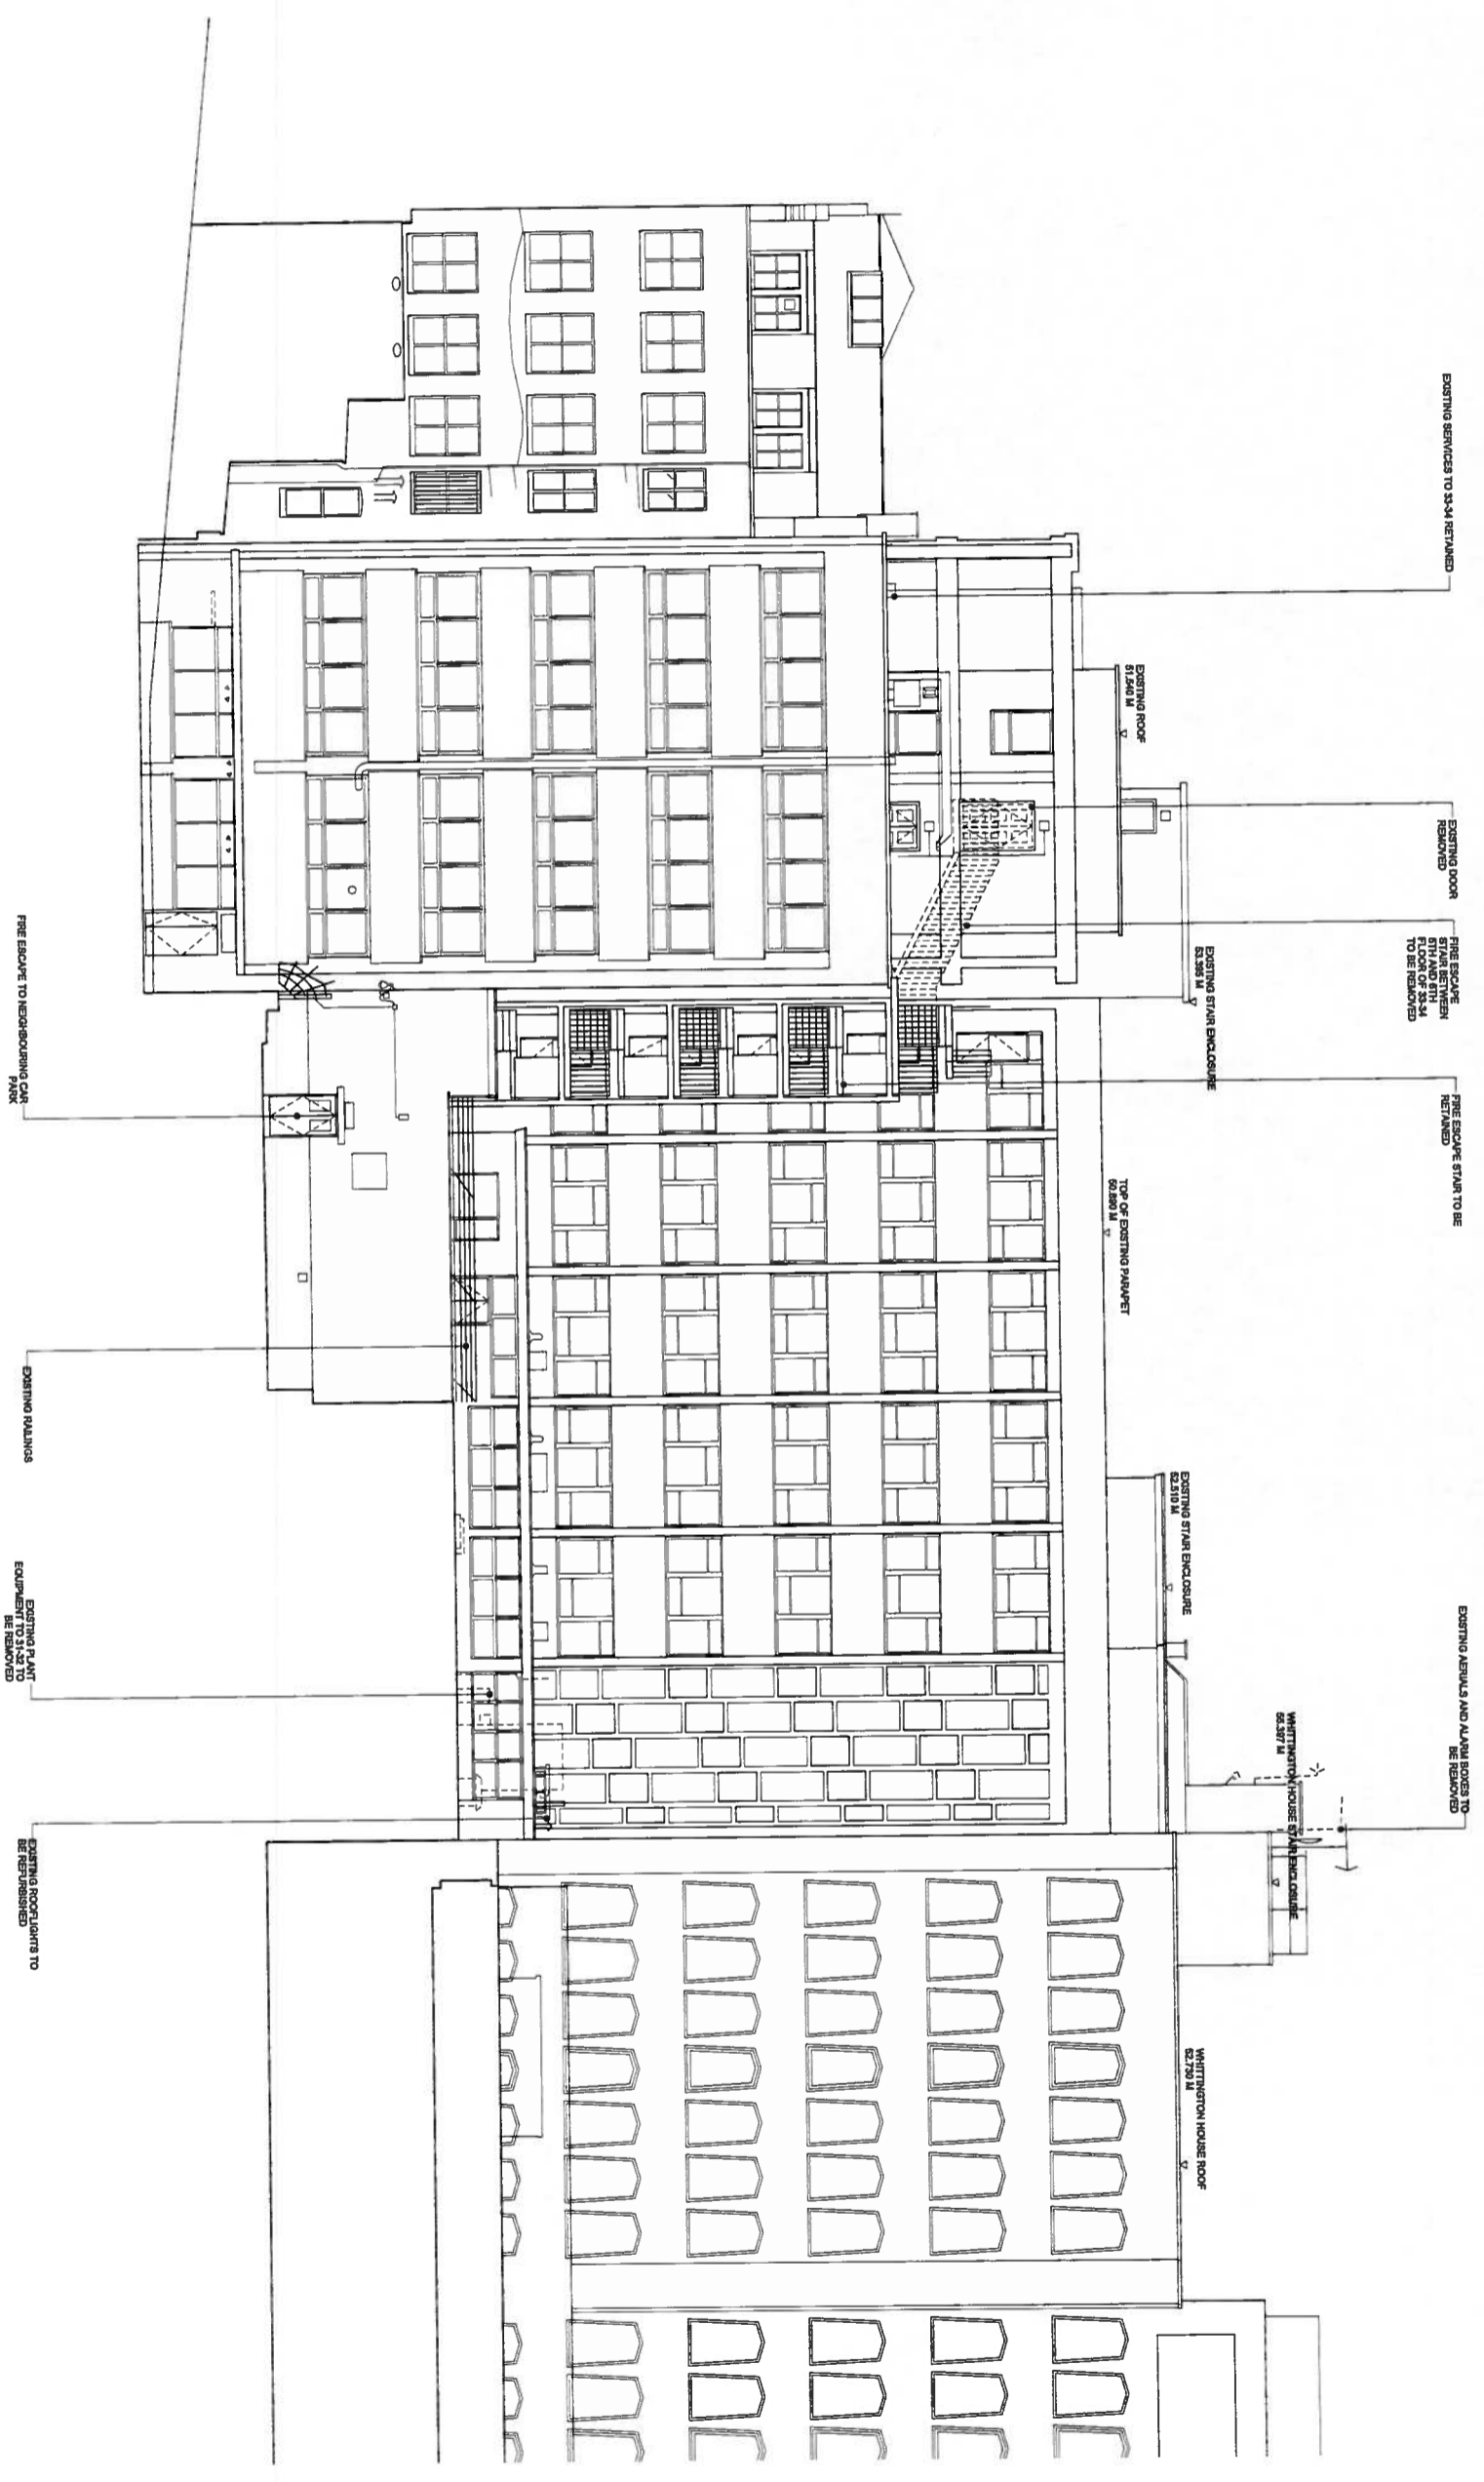 EXISTING SERVICES TO 33-34 RETAINED
EXISTING ROOF
51.540 M
EXISTING DOOR
REMOVED
FIRE ESCAPE
STAIR BETWEEN
5TH AND 6TH
FLOOR OF 33-34
TO BE REMOVED
EXISTING STAIR ENCLOSURE
53.395 M
FIRE ESCAPE STAIR TO BE
RETAINED
TOP OF EXISTING PARAPET
50.890 M
EXISTING STAIR ENCLOSURE
52.510 M
EXISTING AERIALS AND ALARM BOXES TO
BE REMOVED
WHITTINGTON HOUSE STAIR ENCLOSURE
55.397 M
WHITTINGTON HOUSE ROOF
52.730 M
FIRE ESCAPE TO NEIGHBOURING CAR
PARK
EXISTING RAILINGS
EXISTING PLANT
EQUIPMENT TO 31-32 TO
BE REMOVED
EXISTING ROOFLIGHTS TO
BE REFURBISHED